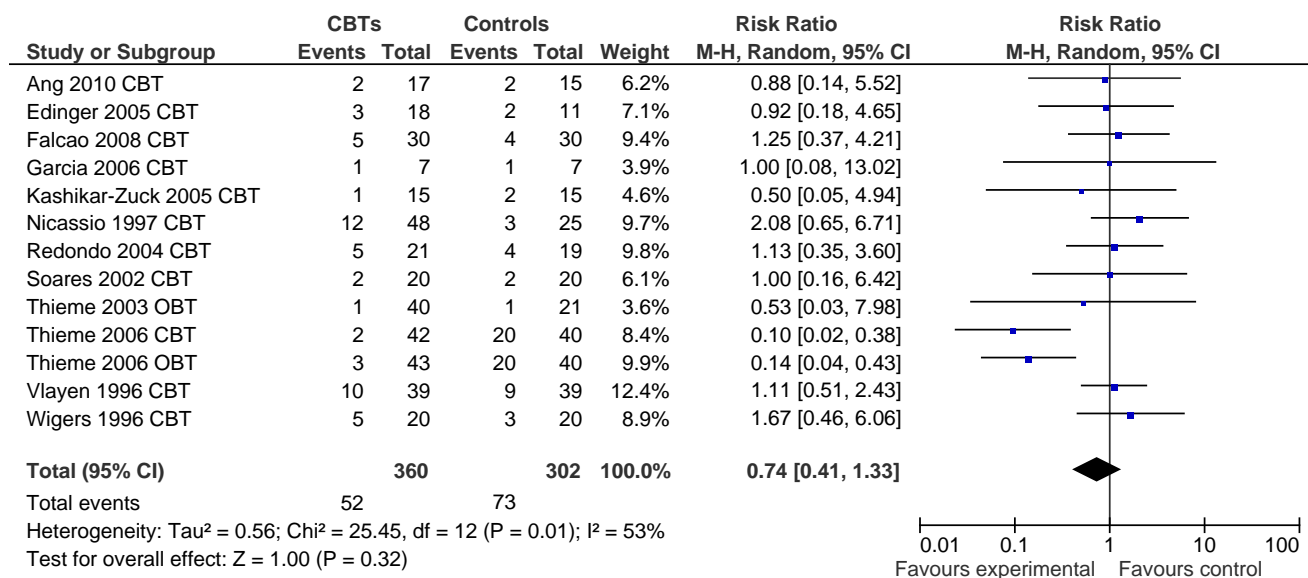 CBTs Controls Risk Ratio Risk Ratio
Study or Subgroup Events Total Events Total Weight M-H, Random, 95% CI M-H, Random, 95% CI
Ang 2010 CBT 2 17 2 15 6.2% 0.88 [0.14, 5.52]
Edinger 2005 CBT 3 18 2 11 7.1% 0.92 [0.18, 4.65]
Falcao 2008 CBT 5 30 4 30 9.4% 1.25 [0.37, 4.21]
Garcia 2006 CBT 1 7 1 7 3.9% 1.00 [0.08, 13.02]
Kashikar-Zuck 2005 CBT 1 15 2 15 4.6% 0.50 [0.05, 4.94]
Nicassio 1997 CBT 12 48 3 25 9.7% 2.08 [0.65, 6.71]
Redondo 2004 CBT 5 21 4 19 9.8% 1.13 [0.35, 3.60]
Soares 2002 CBT 2 20 2 20 6.1% 1.00 [0.16, 6.42]
Thieme 2003 OBT 1 40 1 21 3.6% 0.53 [0.03, 7.98]
Thieme 2006 CBT 2 42 20 40 8.4% 0.10 [0.02, 0.38]
Thieme 2006 OBT 3 43 20 40 9.9% 0.14 [0.04, 0.43]
Vlayen 1996 CBT 10 39 9 39 12.4% 1.11 [0.51, 2.43]
Wigers 1996 CBT 5 20 3 20 8.9% 1.67 [0.46, 6.06]
Total (95% CI) 360 302 100.0% 0.74 [0.41, 1.33]
Total events 52 73
Heterogeneity: Tau² = 0.56; Chi² = 25.45, df = 12 (P = 0.01); I² = 53%
Test for overall effect: Z = 1.00 (P = 0.32)
0.01 0.1 1 10 100
Favours experimental Favours control